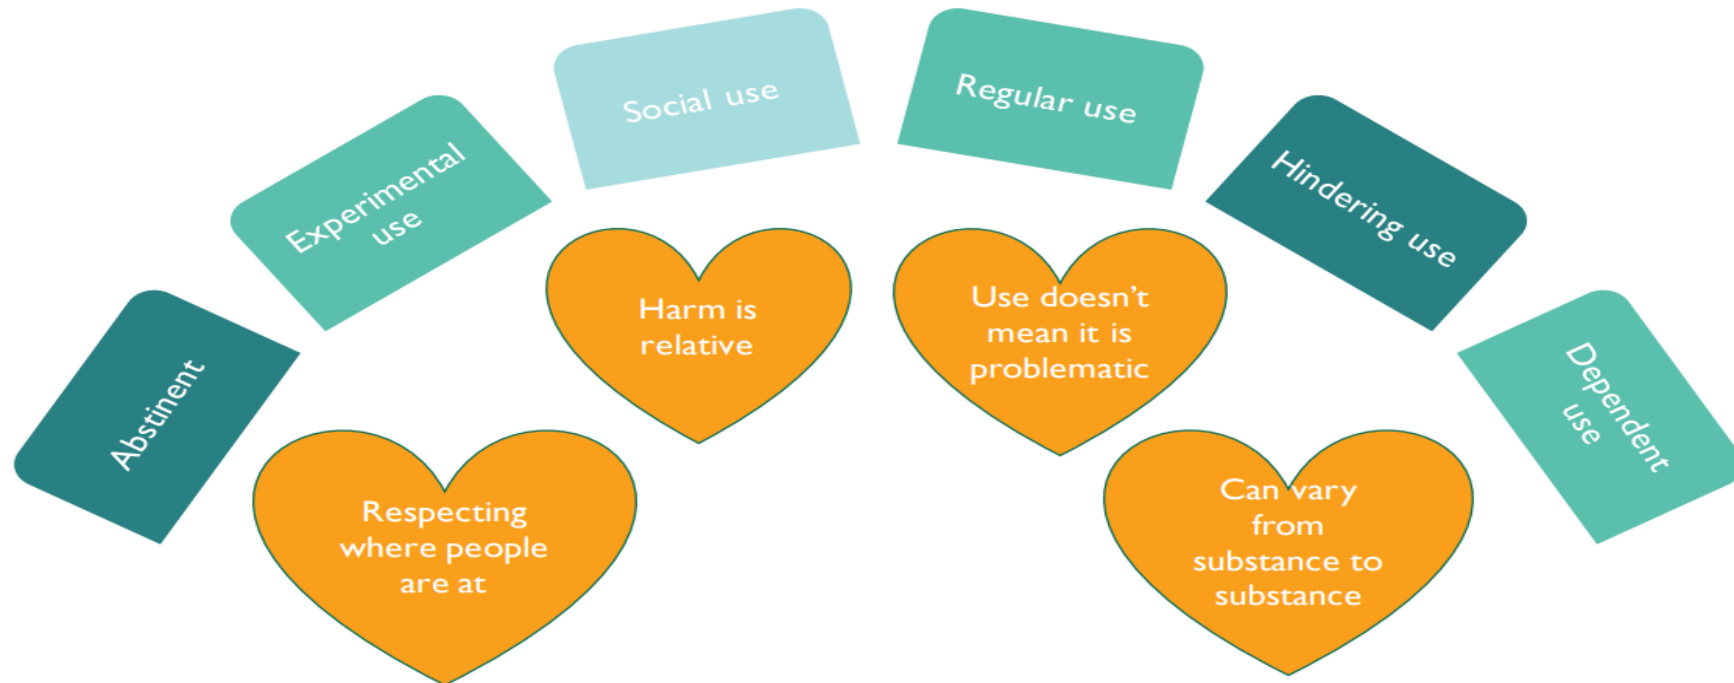 Abstinent
Experimental
use
Social use
Regular use
Hindering use
Dependent
use
Respecting
where people
are at
Harm is
relative
Use doesn’t
mean it is
problematic
Can vary
from
substance to
substance